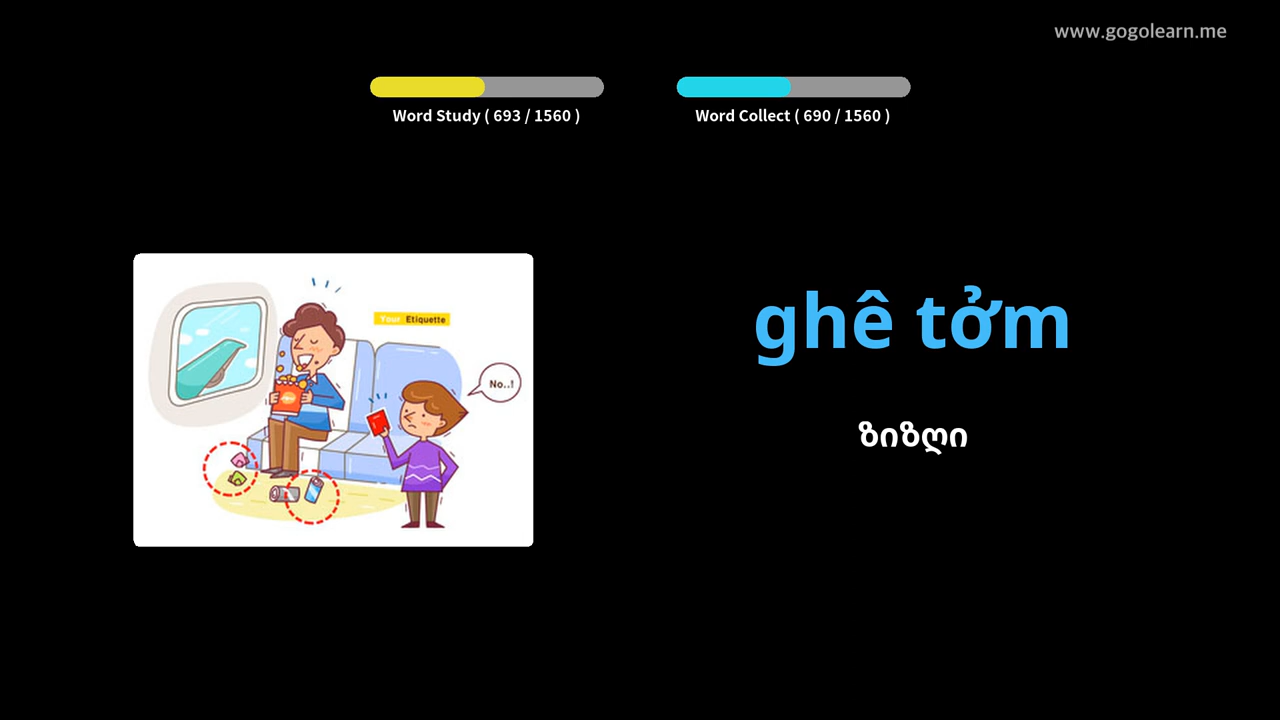 www.gogolearn.me
Word Study ( 693 / 1560 )
Word Collect ( 690 / 1560 )
Your Etiquette
No..!
ghê tởm
ზიზღი